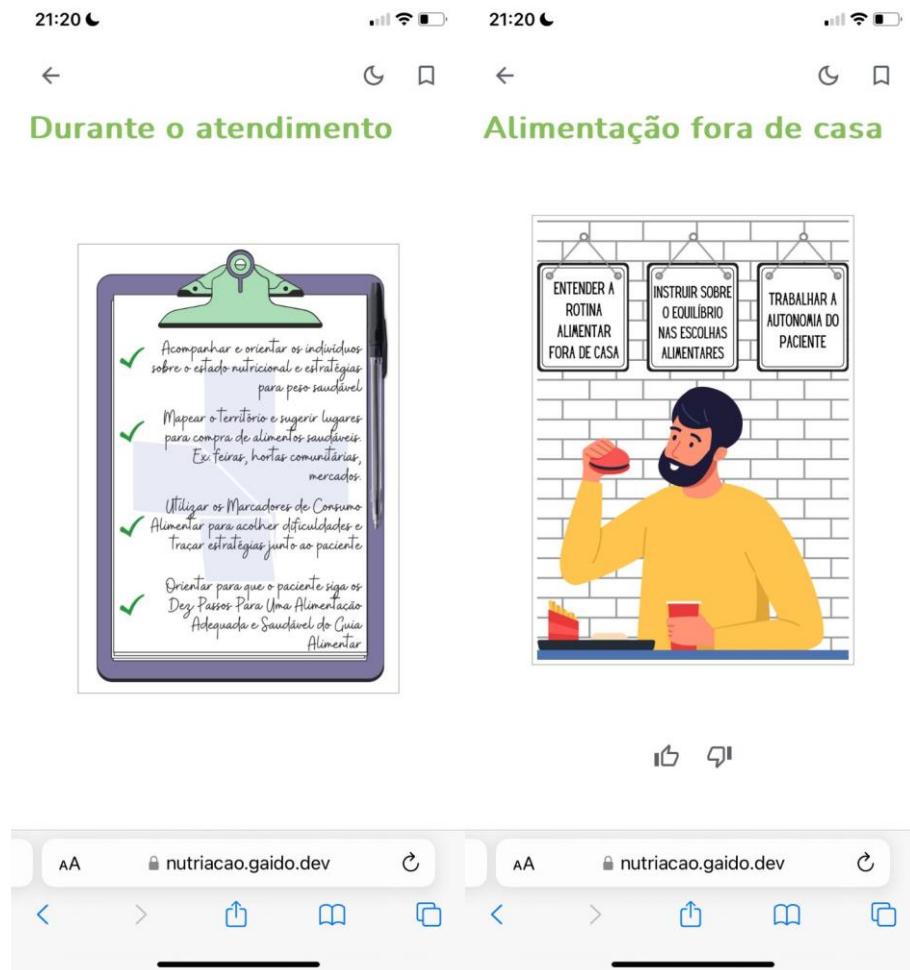 21:20
Durante o atendimento
Acompanhar e orientar os indivíduos
sobre o estado nutricional e estratégias
para peso saudável
Mapear o território e sugerir lugares
para compra de alimentos saudáveis.
Ex: feiras, hortas comunitárias,
mercados.
Utilizar os Marcadores de Consumo
Alimentar para acolher dificuldades e
traçar estratégias junto ao paciente
Orientar para que o paciente siga os
Dez Passos Para Uma Alimentação
Adequada e Saudável do Guia
Alimentar
AA nutriacao.gaido.dev
21:20
Alimentação fora de casa
ENTENDER A
ROTINA
ALIMENTAR
FORA DE CASA
INSTRUIR SOBRE
O EQUILÍBRIO
NAS ESCOLHAS
ALIMENTARES
TRABALHAR A
AUTONOMIA DO
PACIENTE
AA nutriacao.gaido.dev